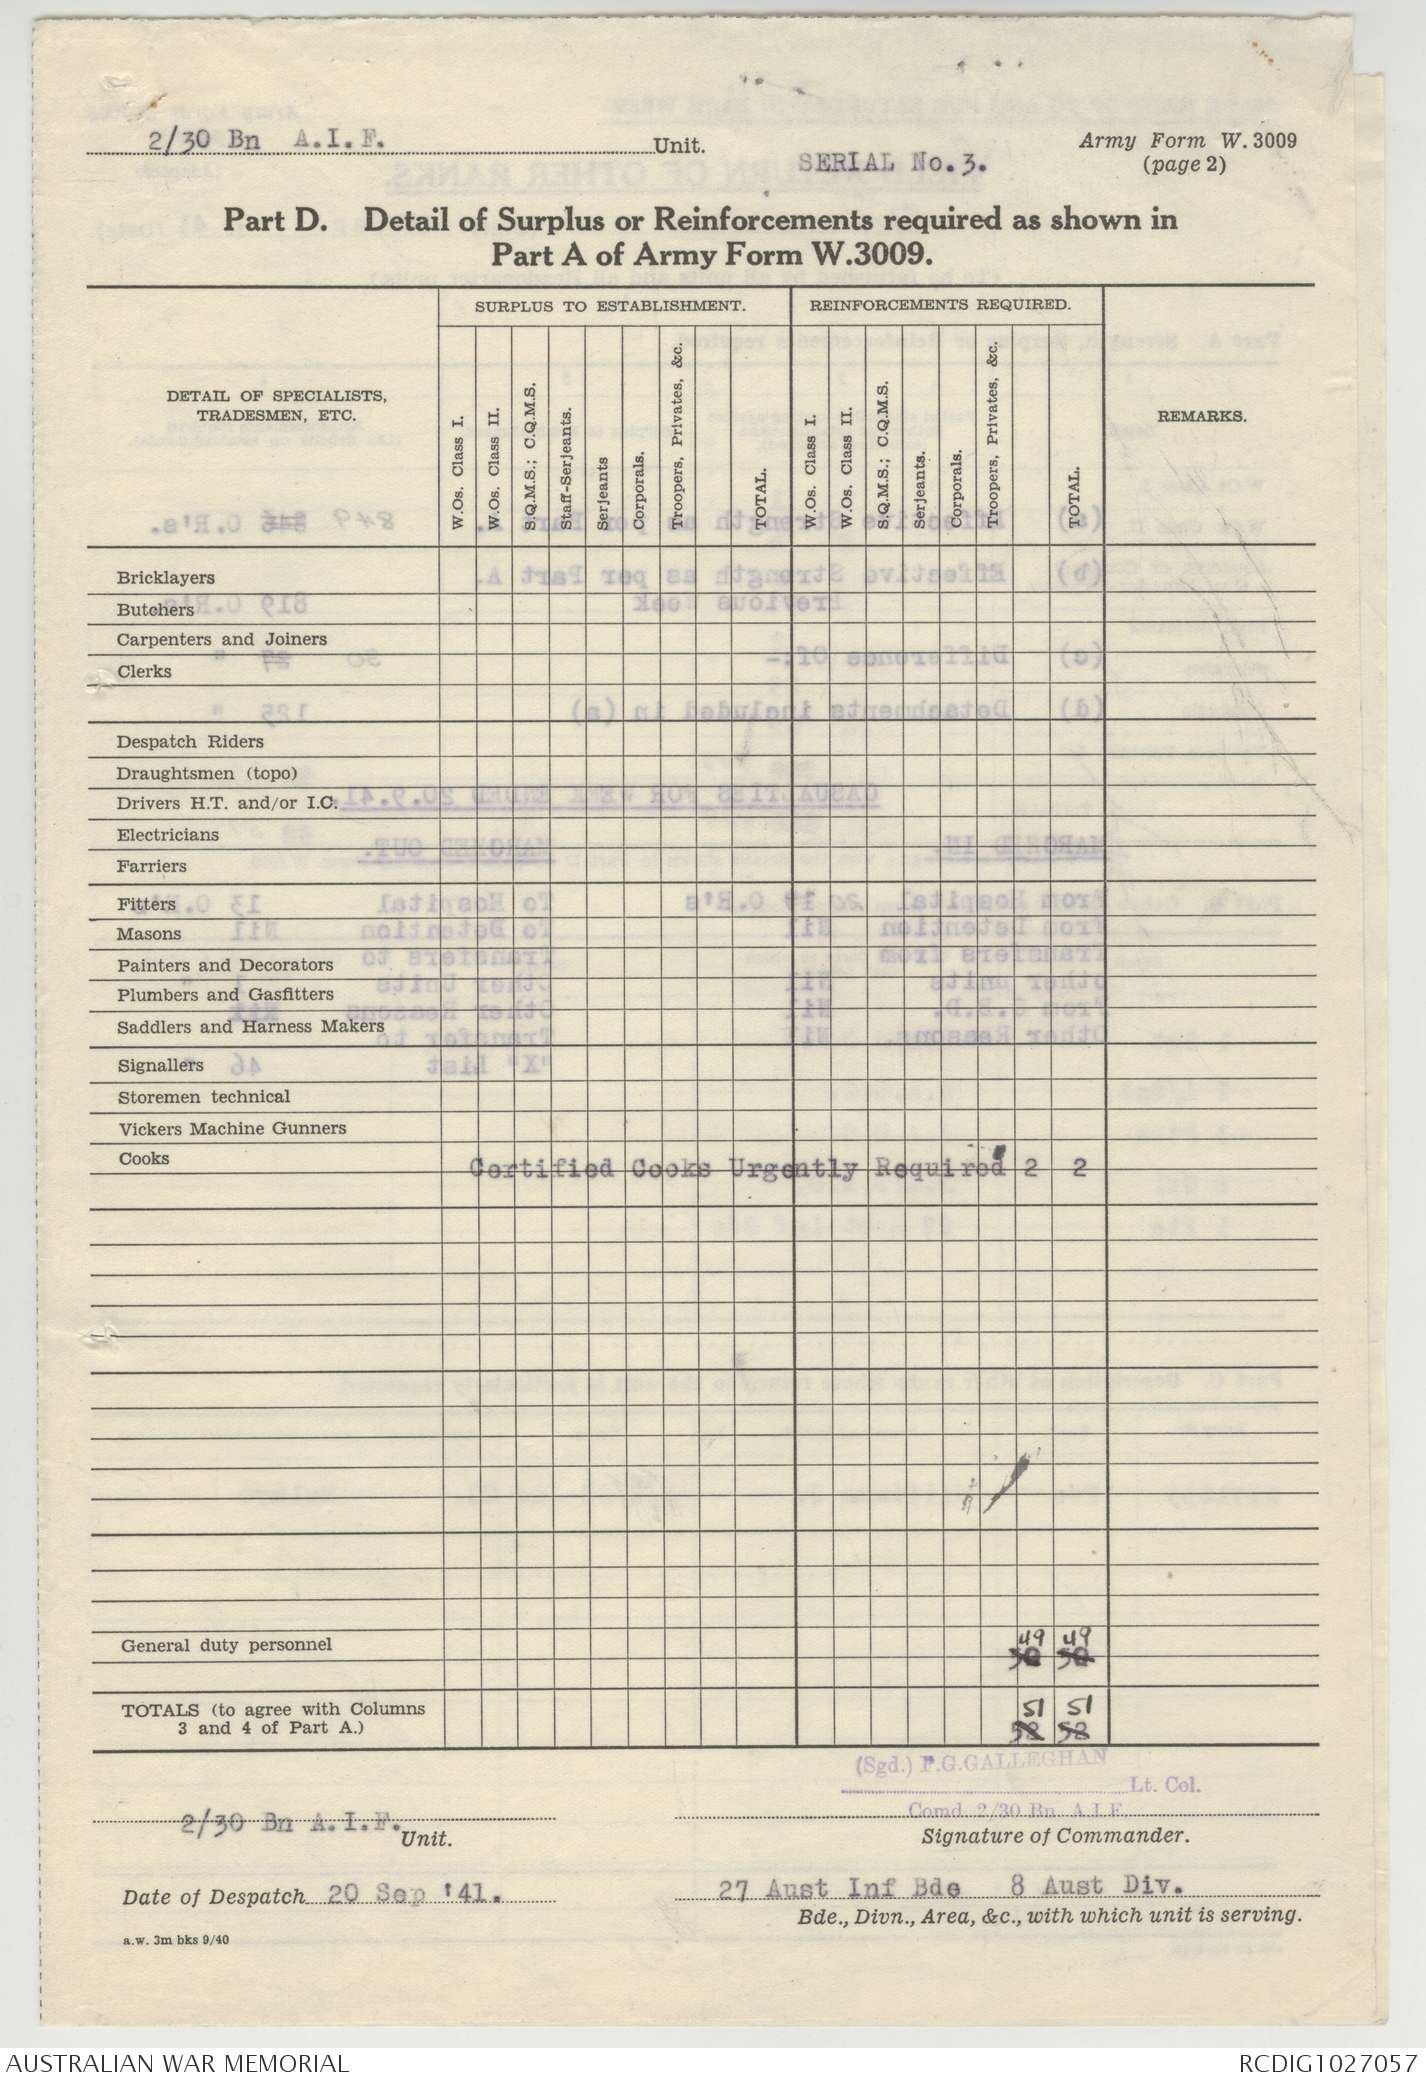 2/30 Bn A.I.F. Unit.
SERIAL No.3.
Army Form W.3009
(page 2)
Part D. Detail of Surplus or Reinforcements required as shown in
Part A of Army Form W.3009.
DETAIL OF SPECIALISTS,
TRADESMEN, ETC.
SURPLUS TO ESTABLISHMENT.
W.Os. Class I.
W.Os. Class II.
S.Q.M.S.; C.Q.M.S.
Staff-Serjeants.
Serjeants
Corporals.
Troopers, Privates, &c.
TOTAL.
REINFORCEMENTS REQUIRED.
W.Os. Class I.
W.Os. Class II.
S.Q.M.S.; C.Q.M.S
Serjeants.
Corporals.
Troopers, Privates, &c.
TOTAL.
REMARKS.
Bricklayers
Butchers
Carpenters and Joiners
Clerks
Despatch Riders
Draughtsmen (topo)
Drivers H.T. and/or I.C.
Electricians
Farriers
Fitters
Masons
Painters and Decorators
Plumbers and Gasfitters
Saddlers and Harness Makers
Signallers
Storemen technical
Vickers Machine Gunners
Cooks Certified Cooks Urgently Required 2 2
49 49
General duty personnel
51 51
TOTALS (to agree with Columns
3 and 4 of Part A.) 58 58
(Sgd.) F.G.GALLEGHAN
Lt. Col.
Comd. 2/30 Bn. A.I.F.
2/30 Bn A.I.F. Unit.
Signature of Commander.
Date of Despatch 20 Sep '41.
27 Aust Inf Bde 8 Aust Div.
Bde., Divn., Area, &c., with which unit is serving.
a.w. 3m bks 9/40
AUSTRALIAN WAR MEMORIAL
RCDIG1027057